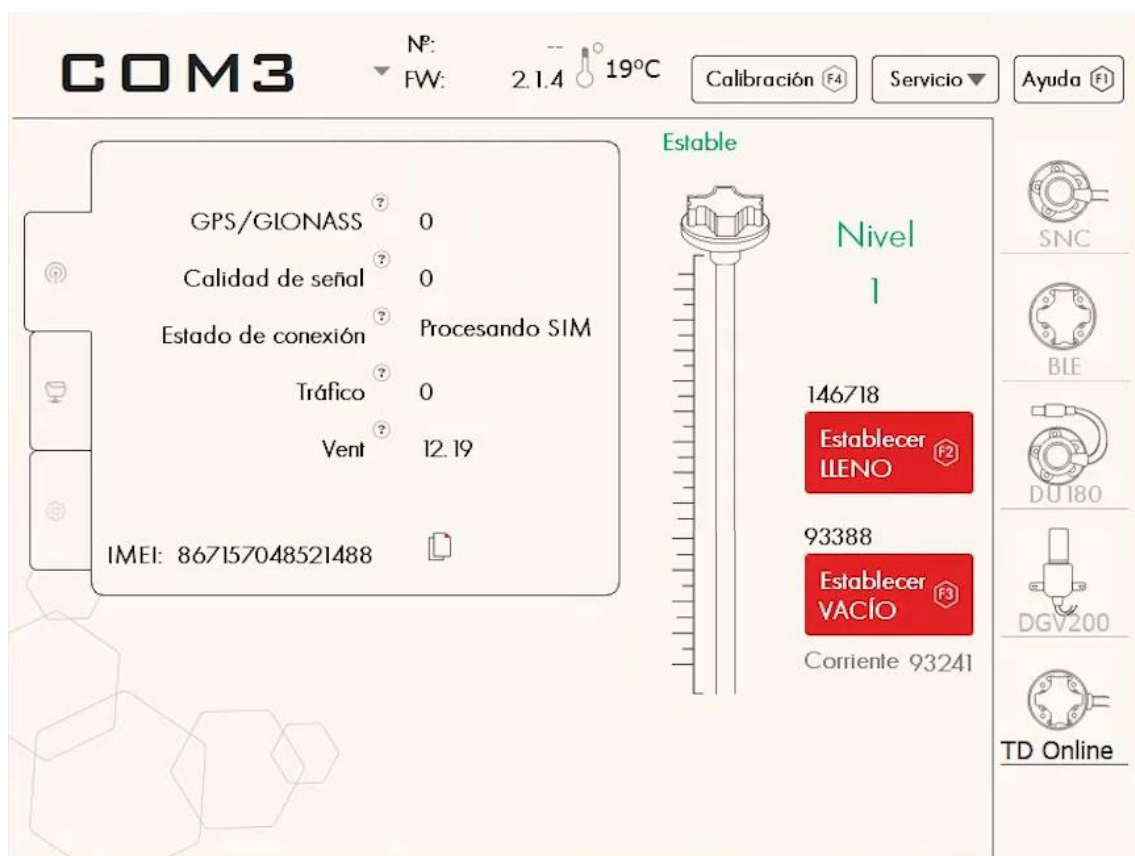 COM3
Nº: --
FW: 2.1.4
19ºC
Calibración F4
Servicio
Ayuda F1
GPS/GLONASS ? 0
Calidad de señal ? 0
Estado de conexión ? Procesando SIM
Tráfico ? 0
Vent ? 12.19
IMEI: 867157048521488
Estable
Nivel
1
146718
Establecer
LLENO F2
93388
Establecer
VACÍO F3
Corriente 93241
SNC
BLE
DU180
DGV200
TD Online